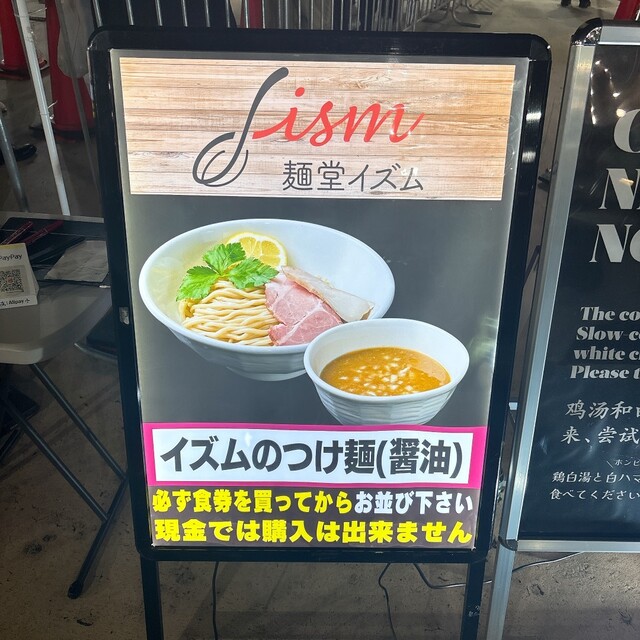 ism
麺堂イズム
イズムのつけ麺(醤油)
必ず食券を買ってからお並び下さい
現金では購入は出来ません
PayPay
Alipay
The co
Slow-c
white c
Please t
鸡汤和
来、尝试
鶏白湯と白ハマ
食べてください